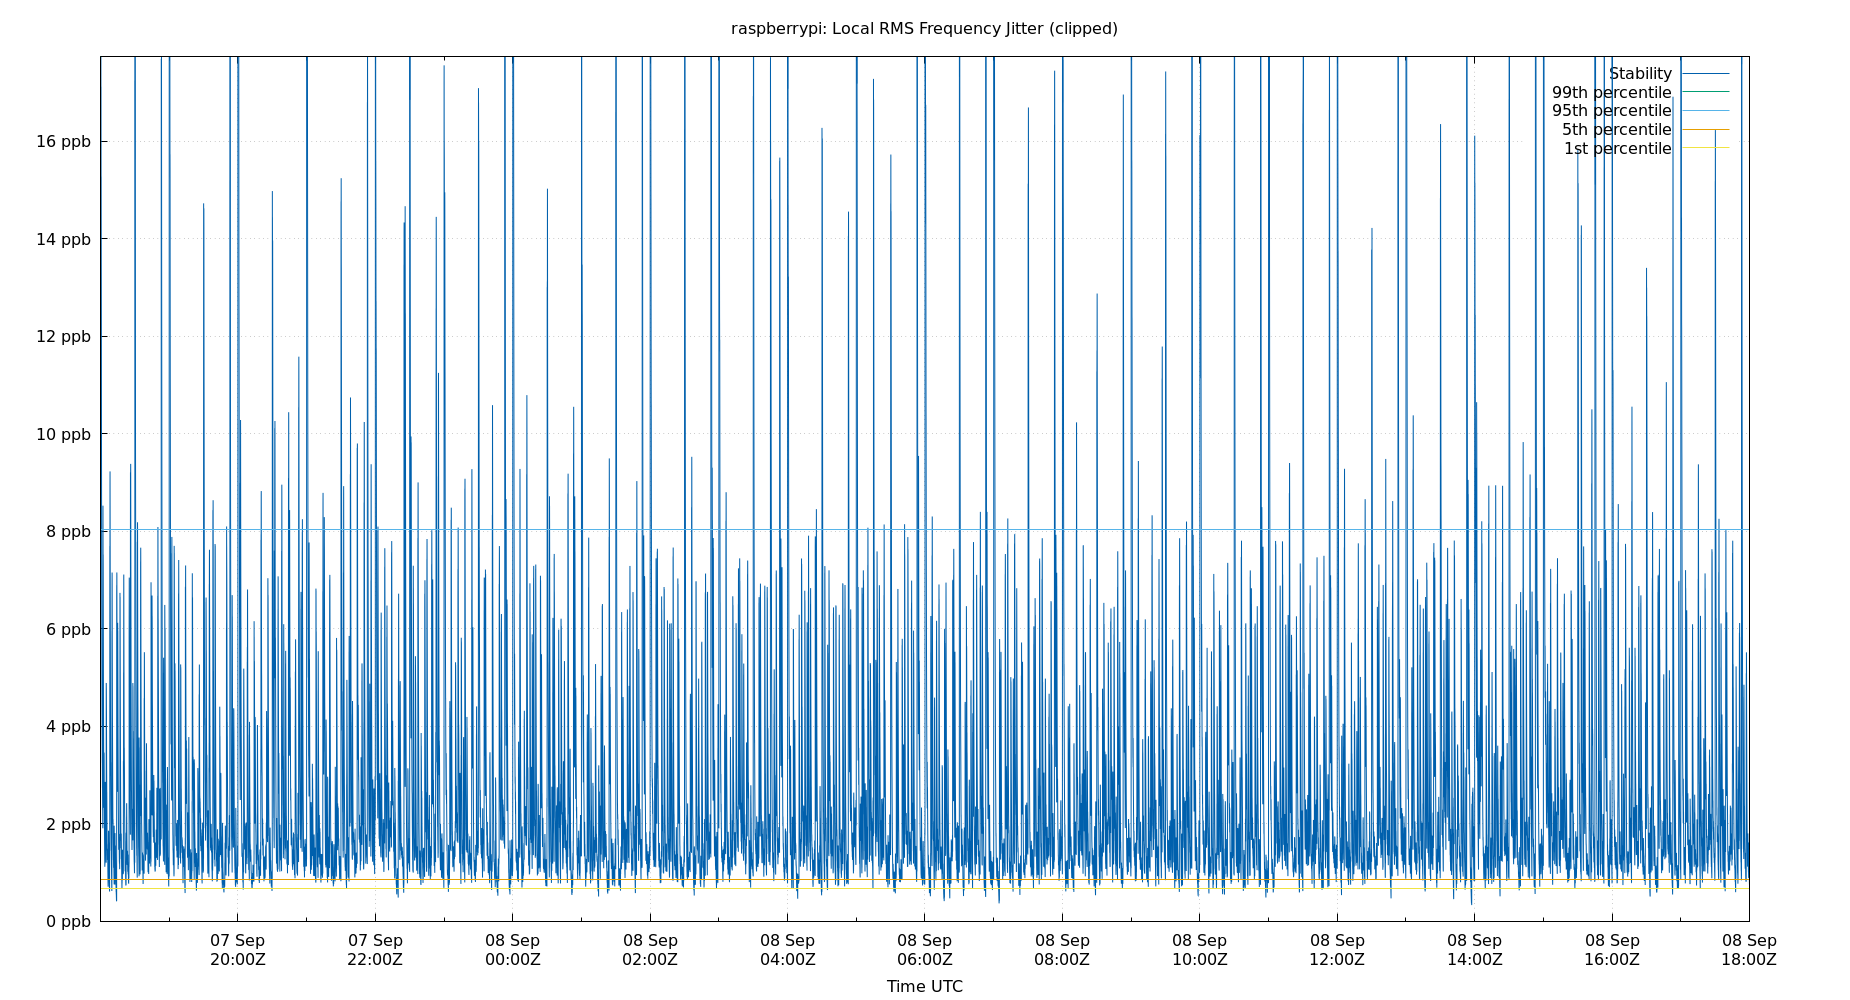 raspberrypi: Local RMS Frequency Jitter (clipped)
Stability
99th percentile
95th percentile
5th percentile
1st percentile
16 ppb
14 ppb
12 ppb
10 ppb
8 ppb
6 ppb
4 ppb
2 ppb
0 ppb
07 Sep 07 Sep 08 Sep 08 Sep 08 Sep 08 Sep 08 Sep 08 Sep 08 Sep 08 Sep 08 Sep 08 Sep
20:00Z 22:00Z 00:00Z 02:00Z 04:00Z 06:00Z 08:00Z 10:00Z 12:00Z 14:00Z 16:00Z 18:00Z
Time UTC